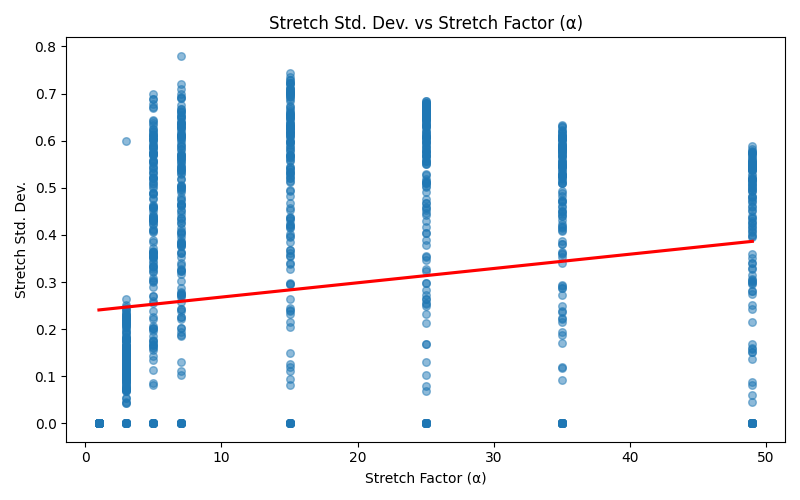 Stretch Std. Dev. vs Stretch Factor (α)
Stretch Std. Dev.
0.8
0.7
0.6
0.5
0.4
0.3
0.2
0.1
0.0
0 10 20 30 40 50
Stretch Factor (α)